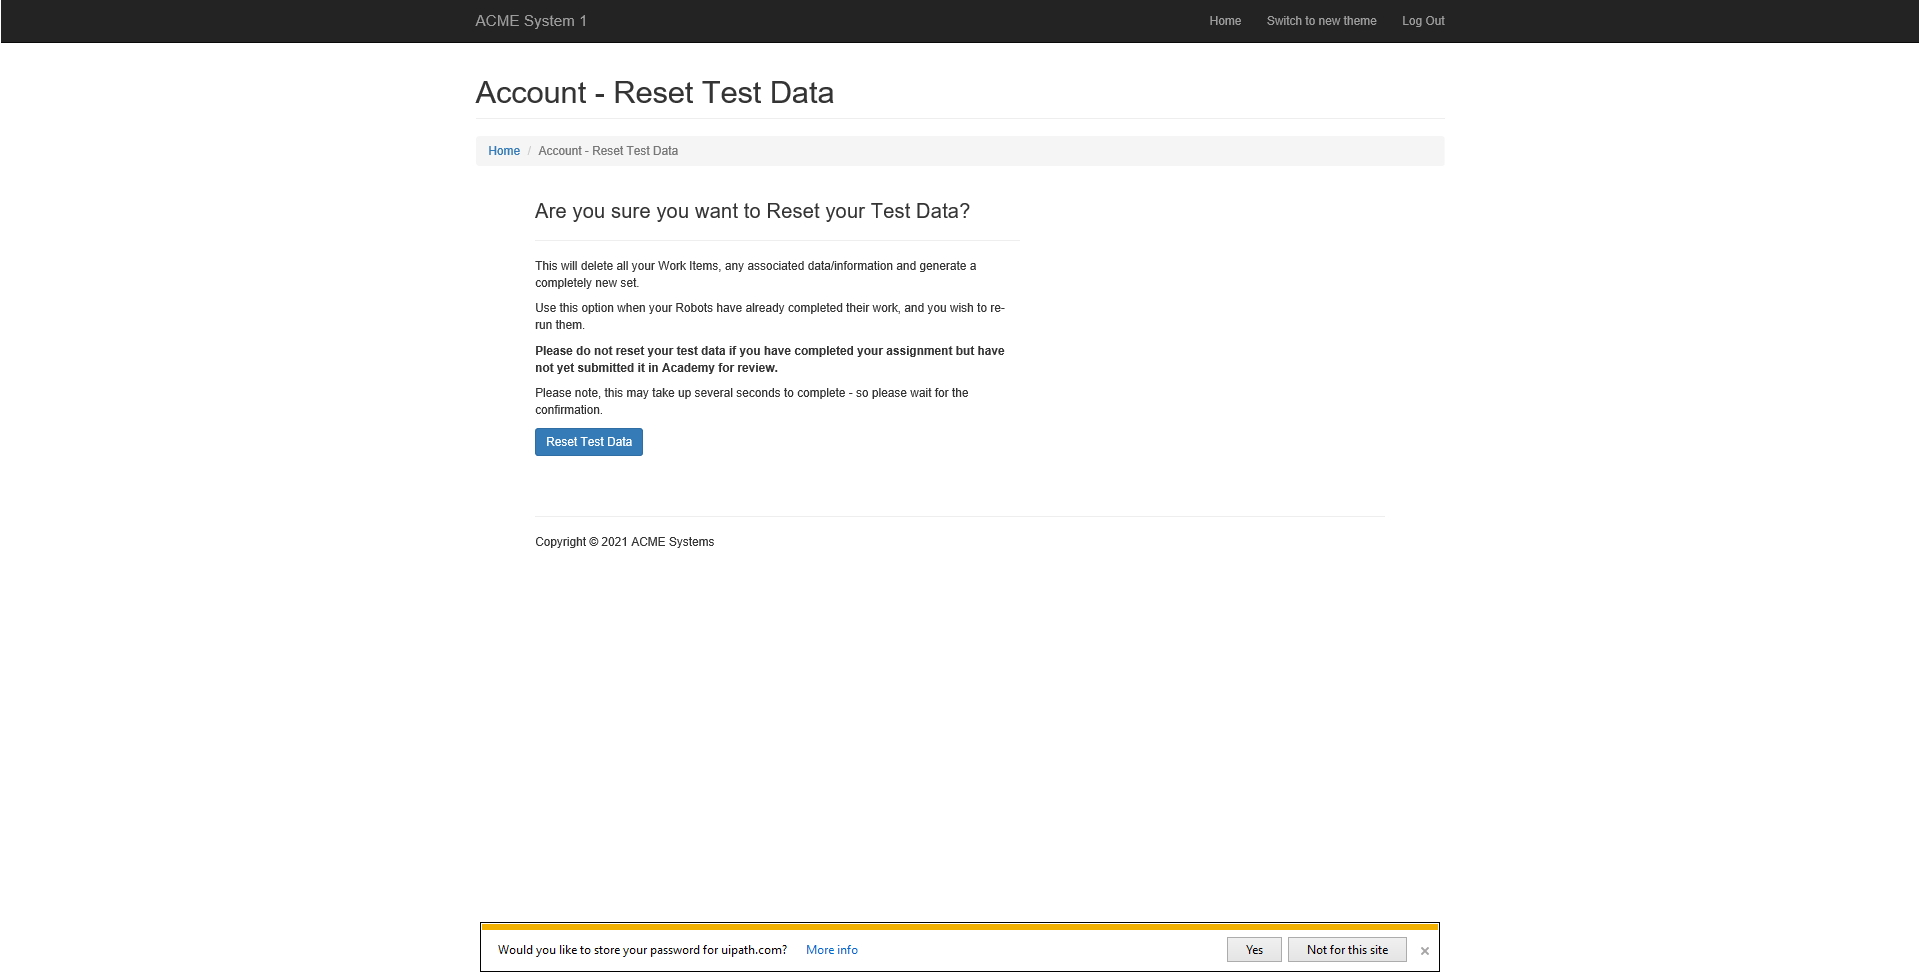 ACME System 1
Home
Switch to new theme
Log Out
Account - Reset Test Data
Home / Account - Reset Test Data
Are you sure you want to Reset your Test Data?
This will delete all your Work Items, any associated data/information and generate a
completely new set.
Use this option when your Robots have already completed their work, and you wish to re-
run them.
Please do not reset your test data if you have completed your assignment but have
not yet submitted it in Academy for review.
Please note, this may take up several seconds to complete - so please wait for the
confirmation.
Reset Test Data
Copyright © 2021 ACME Systems
Would you like to store your password for uipath.com?
More info
Yes
Not for this site
×